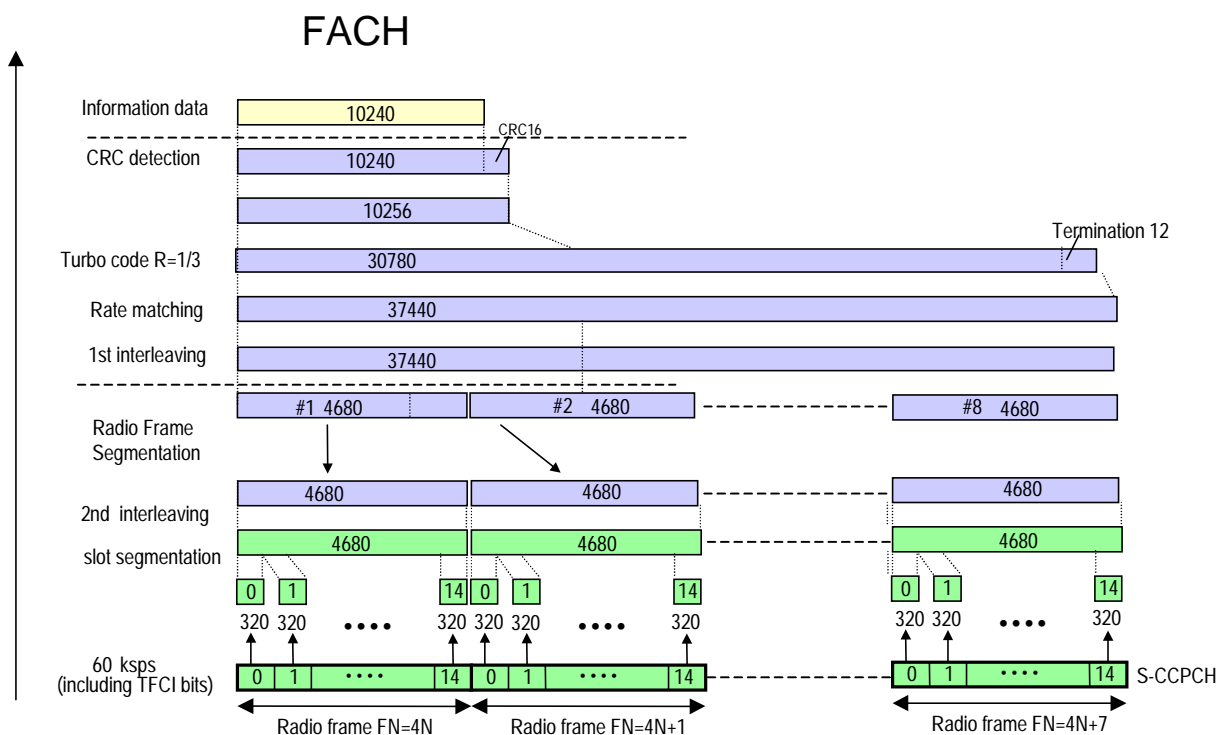 FACH
Information data
10240
CRC16
CRC detection
10240
10256
Termination 12
Turbo code R=1/3
30780
Rate matching
37440
1st interleaving
37440
#1 4680
#2 4680
#8 4680
Radio Frame
Segmentation
4680
4680
4680
2nd interleaving
4680
4680
4680
slot segmentation
0 1 14 0 1 14 0 1 14
320 320 •••• 320 320 320 •••• 320 320 320 •••• 320
60 ksps
(including TFCI bits)
0 1 •••• 14 0 1 •••• 14 0 1 •••• 14
S-CCPCH
Radio frame FN=4N
Radio frame FN=4N+1
Radio frame FN=4N+7